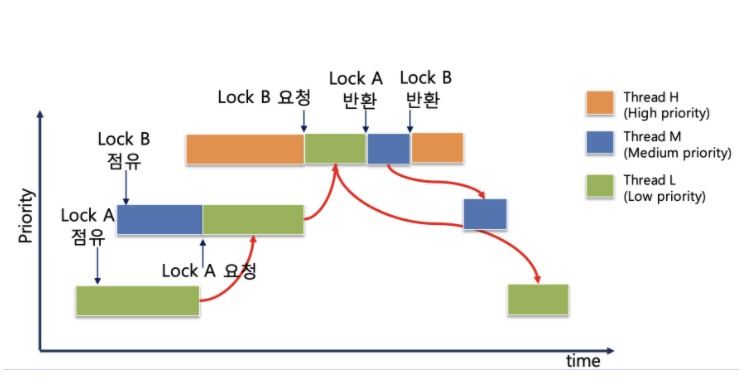 Lock A
반환
Lock B
반환
Lock B 요청
Lock B
점유
Lock A
점유
Lock A 요청
Priority
time
Thread H
(High priority)
Thread M
(Medium priority)
Thread L
(Low priority)